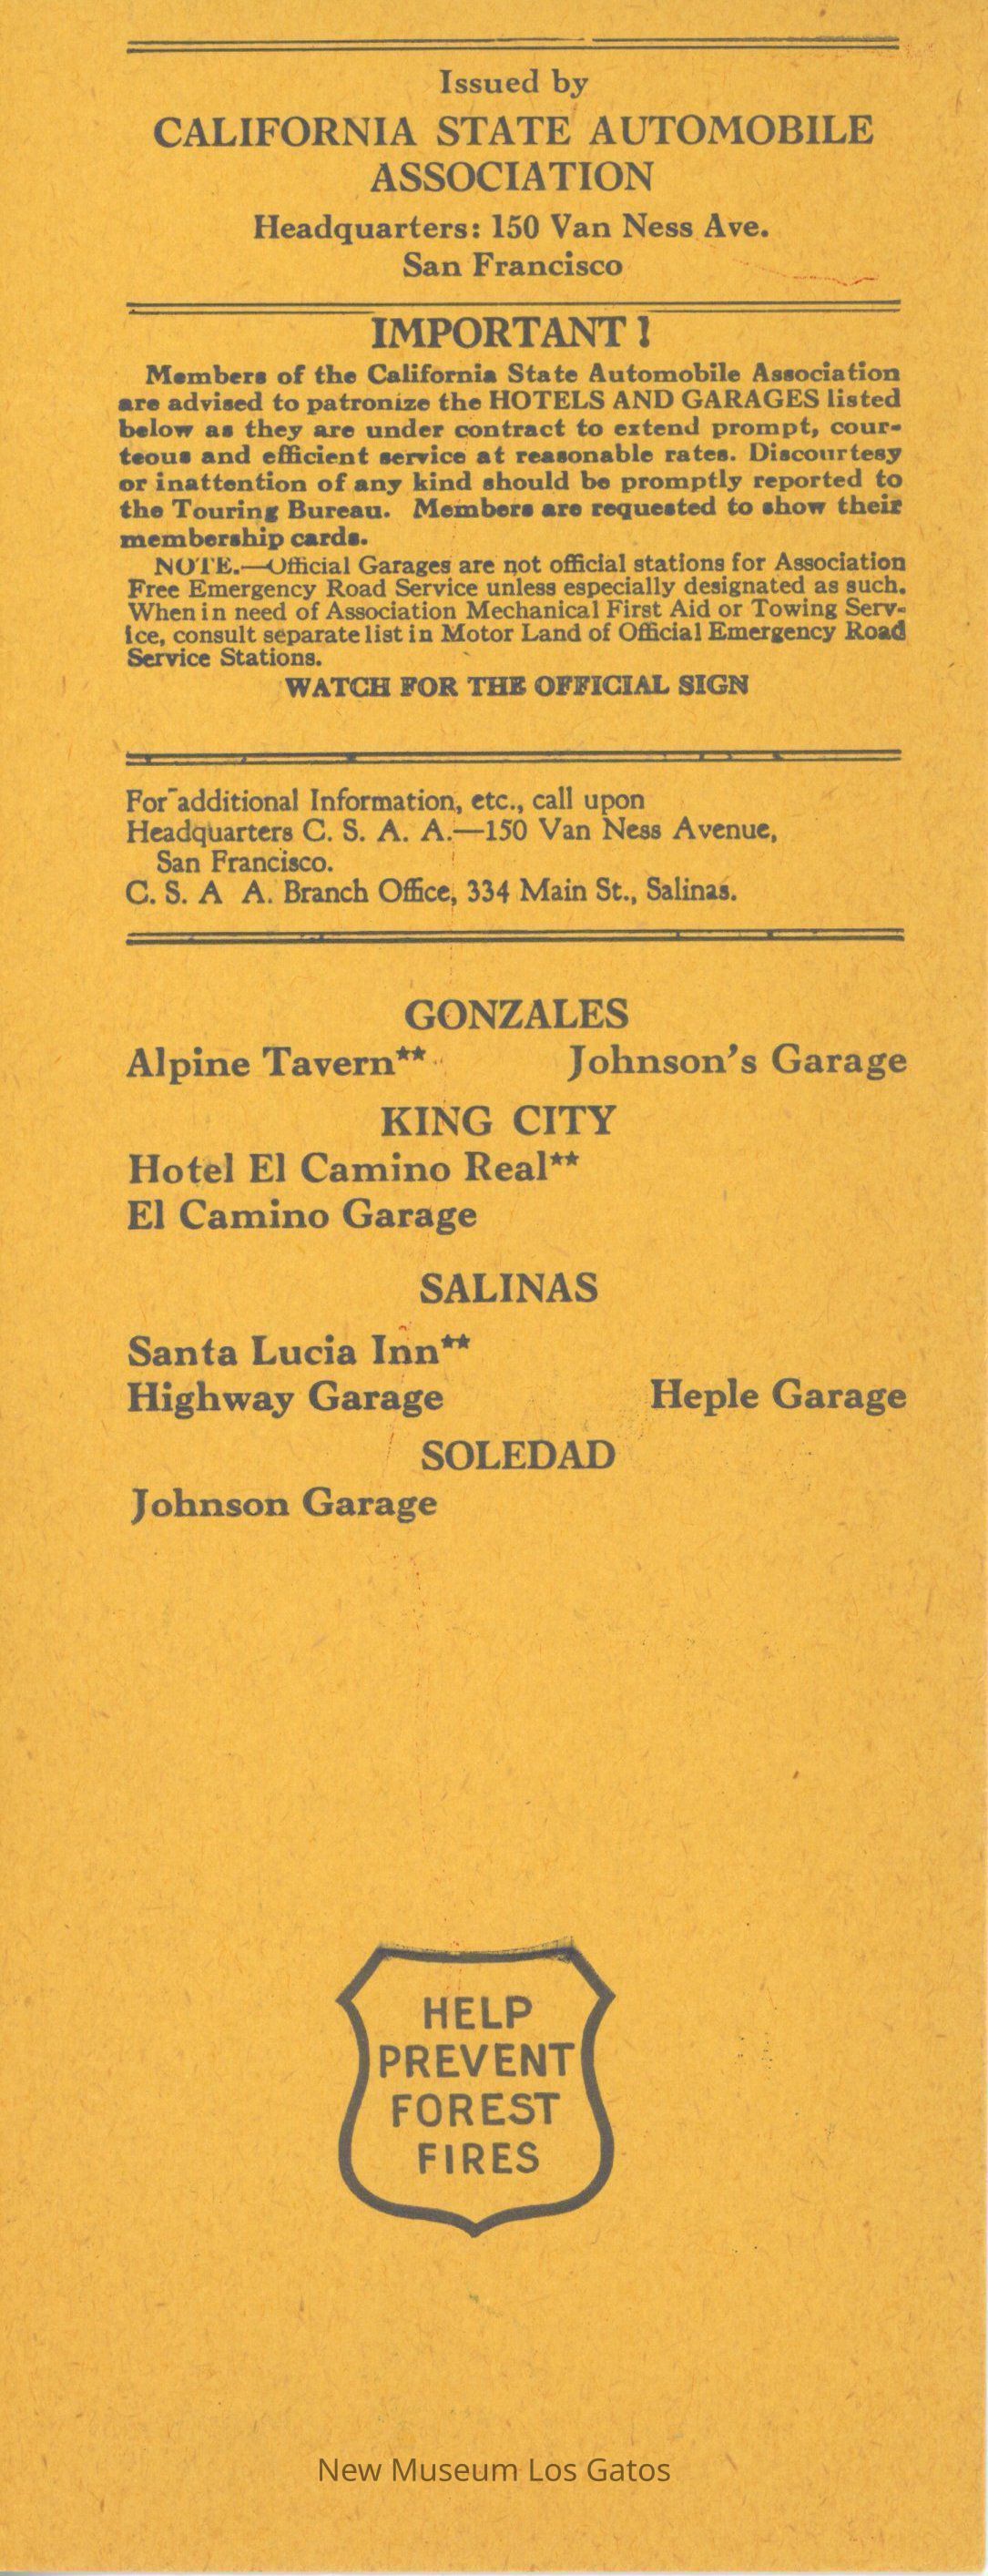 Issued by
CALIFORNIA STATE AUTOMOBILE
ASSOCIATION
Headquarters: 150 Van Ness Ave.
San Francisco
IMPORTANT!
Members of the California State Automobile Association
are advised to patronize the HOTELS AND GARAGES listed
below as they are under contract to extend prompt, cour-
teous and efficient service at reasonable rates. Discourtesy
or inattention of any kind should be promptly reported to
the Touring Bureau. Members are requested to show their
membership cards.
NOTE.—Official Garages are not official stations for Association
Free Emergency Road Service unless especially designated as such.
When in need of Association Mechanical First Aid or Towing Serv-
ice, consult separate list in Motor Land of Official Emergency Road
Service Stations.
WATCH FOR THE OFFICIAL SIGN
For additional Information, etc., call upon
Headquarters C. S. A. A.—150 Van Ness Avenue,
San Francisco.
C. S. A A. Branch Office, 334 Main St., Salinas.
GONZALES
Alpine Tavern** Johnson's Garage
KING CITY
Hotel El Camino Real**
El Camino Garage
SALINAS
Santa Lucia Inn**
Highway Garage Heple Garage
SOLEDAD
Johnson Garage
HELP
PREVENT
FOREST
FIRES
New Museum Los Gatos